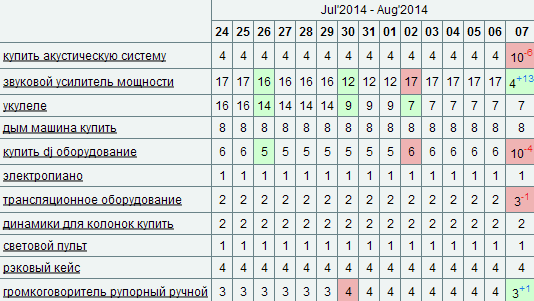 Jul'2014 - Aug'2014
24 25 26 27 28 29 30 31 01 02 03 04 05 06 07
купить акустическую систему 4 4 4 4 4 4 4 4 4 4 4 4 4 4 10-6
звуковой усилитель мощности 17 17 16 16 16 16 12 12 12 17 17 17 17 17 4+13
укулеле 16 16 14 14 14 14 9 9 9 7 7 7 7 7 7
дым машина купить 8 8 8 8 8 8 8 8 8 8 8 8 8 8 8
купить dj оборудование 6 6 5 5 5 5 5 5 5 6 6 6 6 6 10-4
электропиано 1 1 1 1 1 1 1 1 1 1 1 1 1 1 1
трансляционное оборудование 2 2 2 2 2 2 2 2 2 2 2 2 2 2 3-1
динамики для колонок купить 2 2 2 2 2 2 2 2 2 2 2 2 2 2 2
световой пульт 1 1 1 1 1 1 1 1 1 1 1 1 1 1 1
рэковый кейс 4 4 4 4 4 4 4 4 4 4 4 4 4 4 4
громкоговоритель рупорный ручной 3 3 3 3 3 3 4 4 4 4 4 4 4 4 3+1